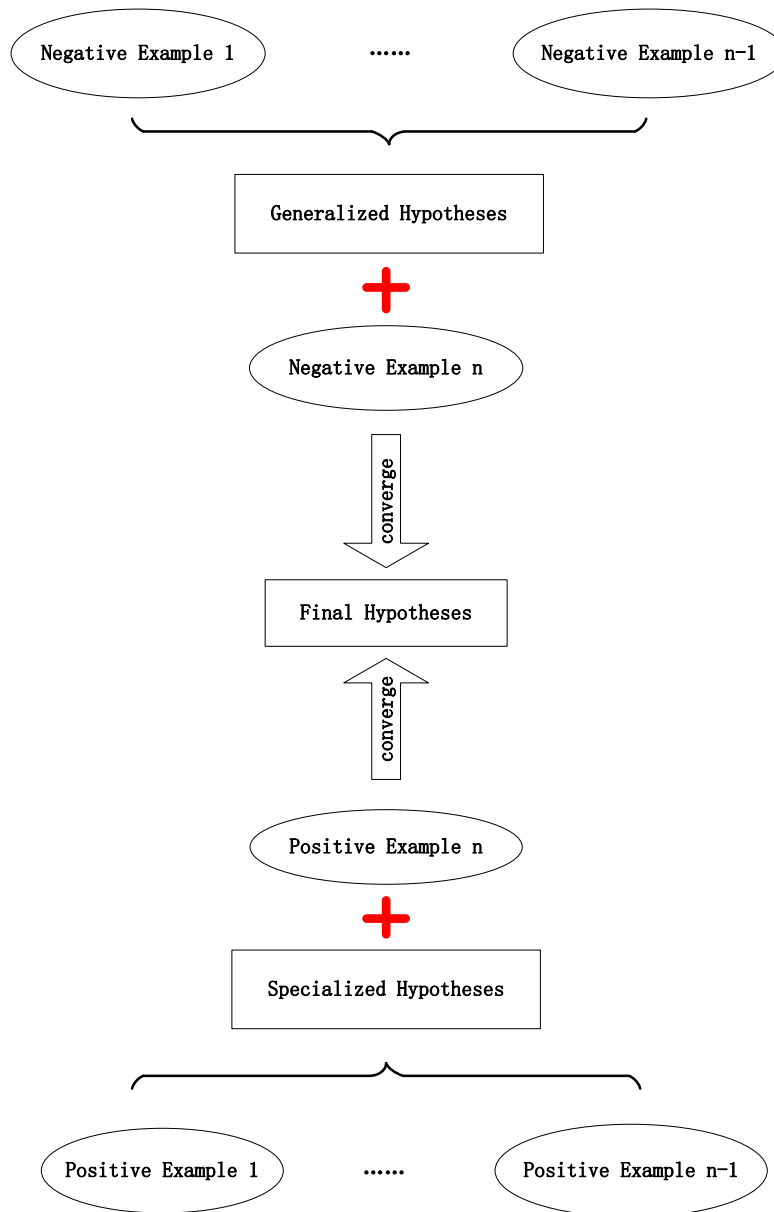 Negative Example 1
……
Negative Example n-1
Generalized Hypotheses
Negative Example n
converge
Final Hypotheses
converge
Positive Example n
Specialized Hypotheses
Positive Example 1
……
Positive Example n-1